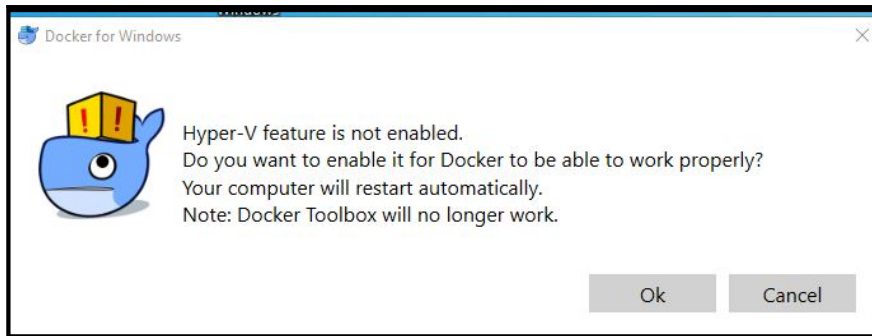 Windows
Docker for Windows
! !
Hyper-V feature is not enabled.
Do you want to enable it for Docker to be able to work properly?
Your computer will restart automatically.
Note: Docker Toolbox will no longer work.
Ok Cancel